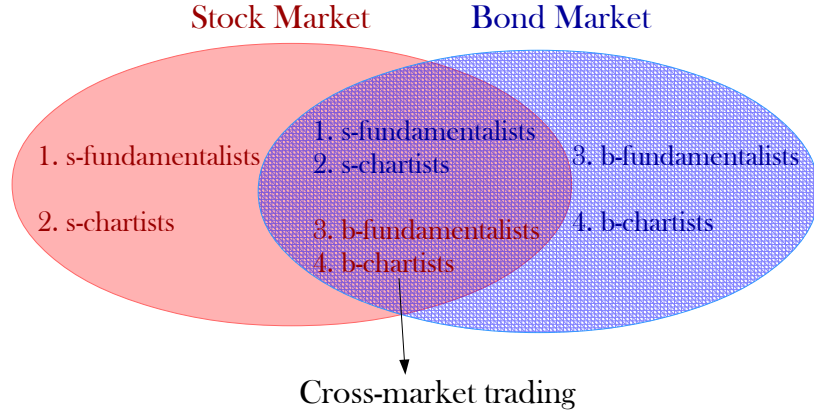 Stock Market
Bond Market
1. s-fundamentalists
2. s-chartists
1. s-fundamentalists
2. s-chartists
3. b-fundamentalists
4. b-chartists
3. b-fundamentalists
4. b-chartists
Cross-market trading